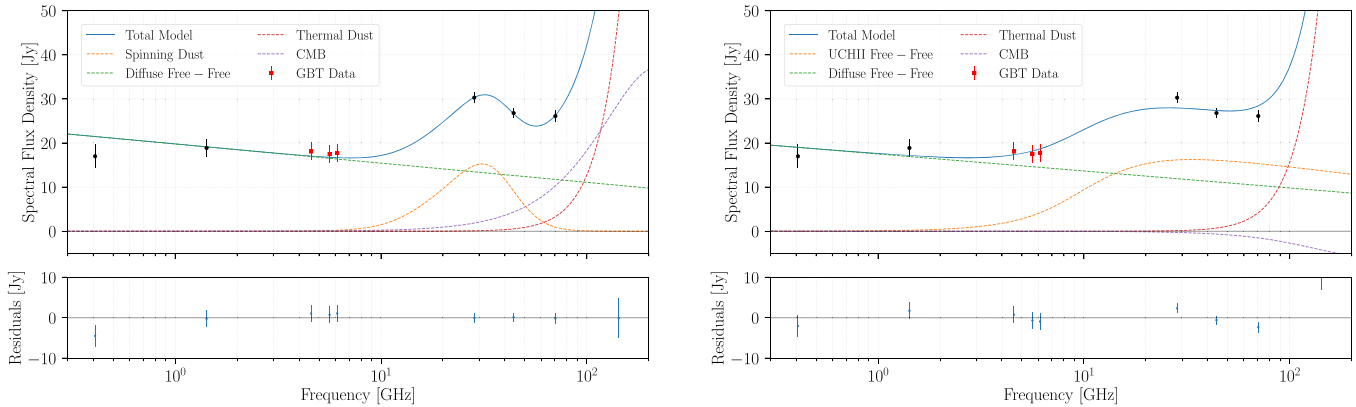 50
40
30
20
10
0
Spectral Flux Density [Jy]
Total Model
Spinning Dust
Diffuse Free − Free
Thermal Dust
CMB
GBT Data
10
0
−10
Residuals [Jy]
10⁰
10¹
10²
Frequency [GHz]
50
40
30
20
10
0
Spectral Flux Density [Jy]
Total Model
UCHII Free − Free
Diffuse Free − Free
Thermal Dust
CMB
GBT Data
10
0
−10
Residuals [Jy]
10⁰
10¹
10²
Frequency [GHz]